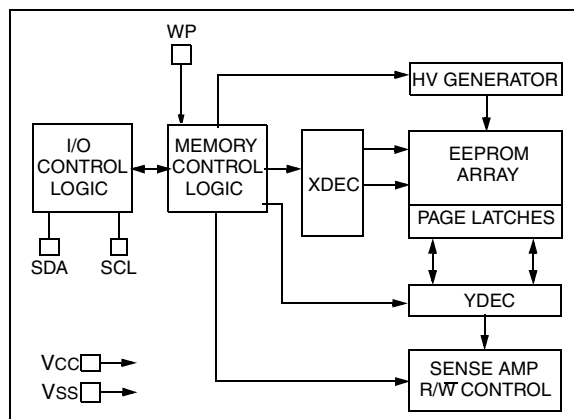 WP
HV GENERATOR
I/O
CONTROL
LOGIC
MEMORY
CONTROL
LOGIC
XDEC
EEPROM
ARRAY
PAGE LATCHES
SDA
SCL
YDEC
VCC
VSS
SENSE AMP
R/W̅ CONTROL